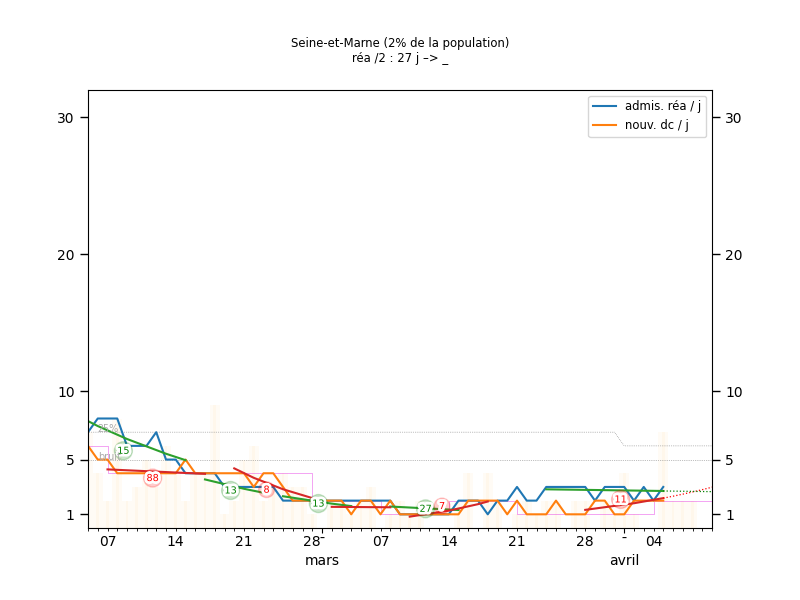 Seine-et-Marne (2% de la population)
réa /2 : 27 j –> _
admis. réa / j
nouv. dc / j
30 30
20 20
10 10
5 5
1 1
25%
15
88
13
8
13
27
7
11
07 14 21 28 - 07 14 21 28 - 04
mars avril